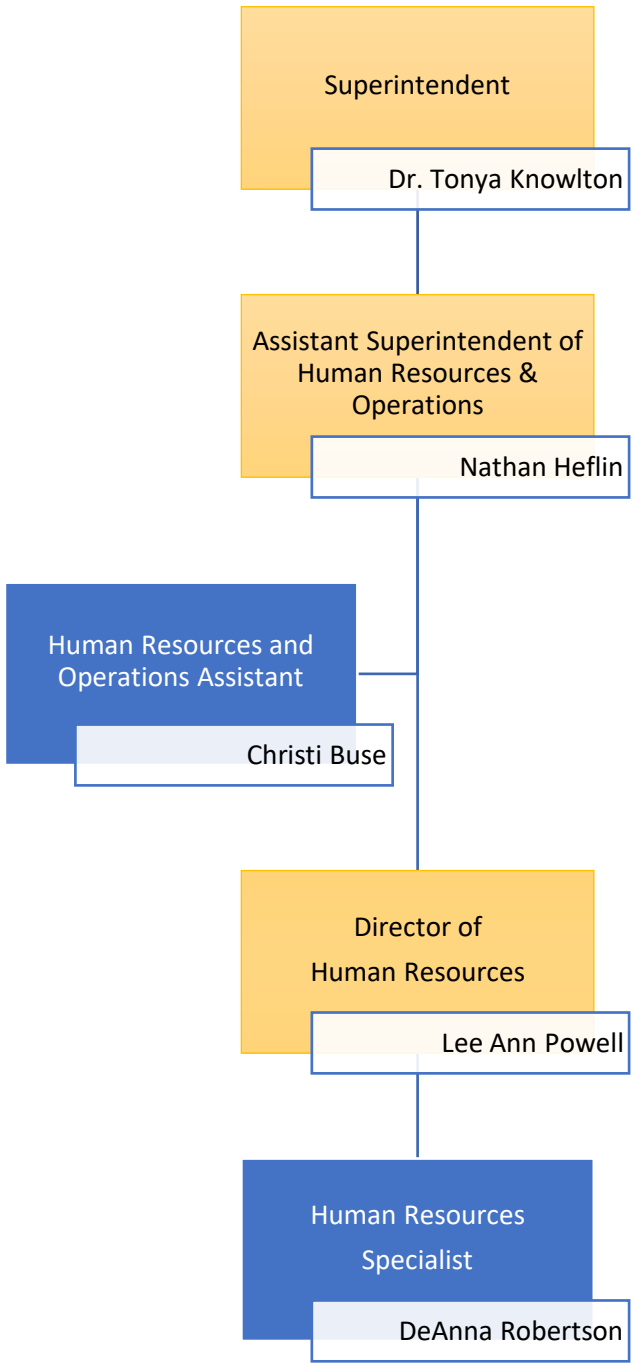 Superintendent
Dr. Tonya Knowlton
Assistant Superintendent of
Human Resources &
Operations
Nathan Heflin
Human Resources and
Operations Assistant
Christi Buse
Director of
Human Resources
Lee Ann Powell
Human Resources
Specialist
DeAnna Robertson